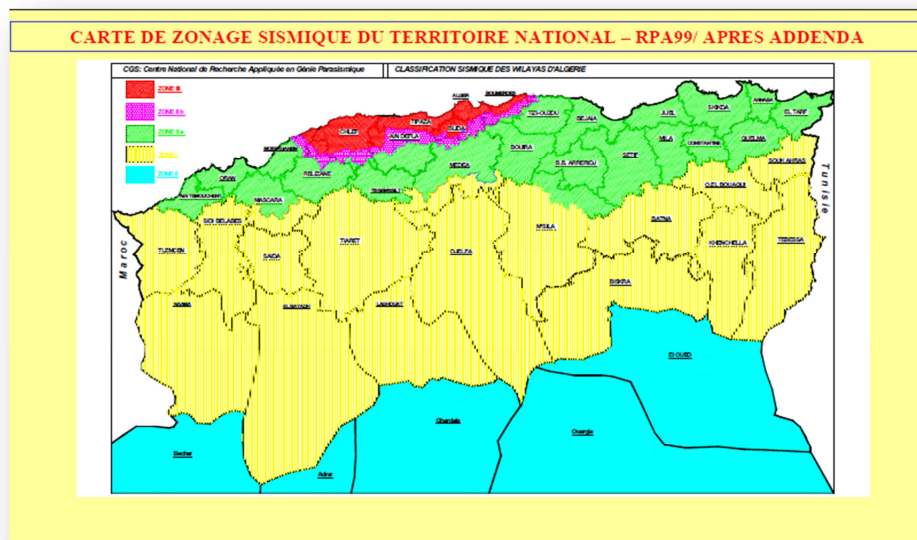 CARTE DE ZONAGE SISMIQUE DU TERRITOIRE NATIONAL – RPA99/ APRES ADDENDA
CGS: Centre National de Recherche Appliquée en Génie Parasismique
CLASSIFICATION SISMIQUE DES WILAYAS D'ALGERIE
ZONE III
ZONE II b
ZONE II a
ZONE I
ZONE 0
ALGER
BOUMERDES
TIPAZA
BLIDA
CHLEF
AIN DEFLA
TIZI-OUZOU
BEJAIA
JIJEL
SKIKDA
ANNABA
EL TARF
MOSTAGANEM
BOUIRA
B.B. ARRERIDJ
SETIF
MILA
CONSTANTINE
GUELMA
SOUK AHRAS
ORAN
RELIZANE
MEDEA
AIN TEMOUCHENT
MASCARA
TISSEMSILT
O.EL BOUAGUI
Tunisie
SIDI BELABES
TIARET
M'SILA
BATNA
TLEMCEN
SAIDA
DJELFA
KHENCHELLA
TEBESSA
Maroc
BISKRA
NAAMA
EL BAYADH
LAGHOUAT
El OUED
Ghardaia
Ouargla
Bechar
Adrar